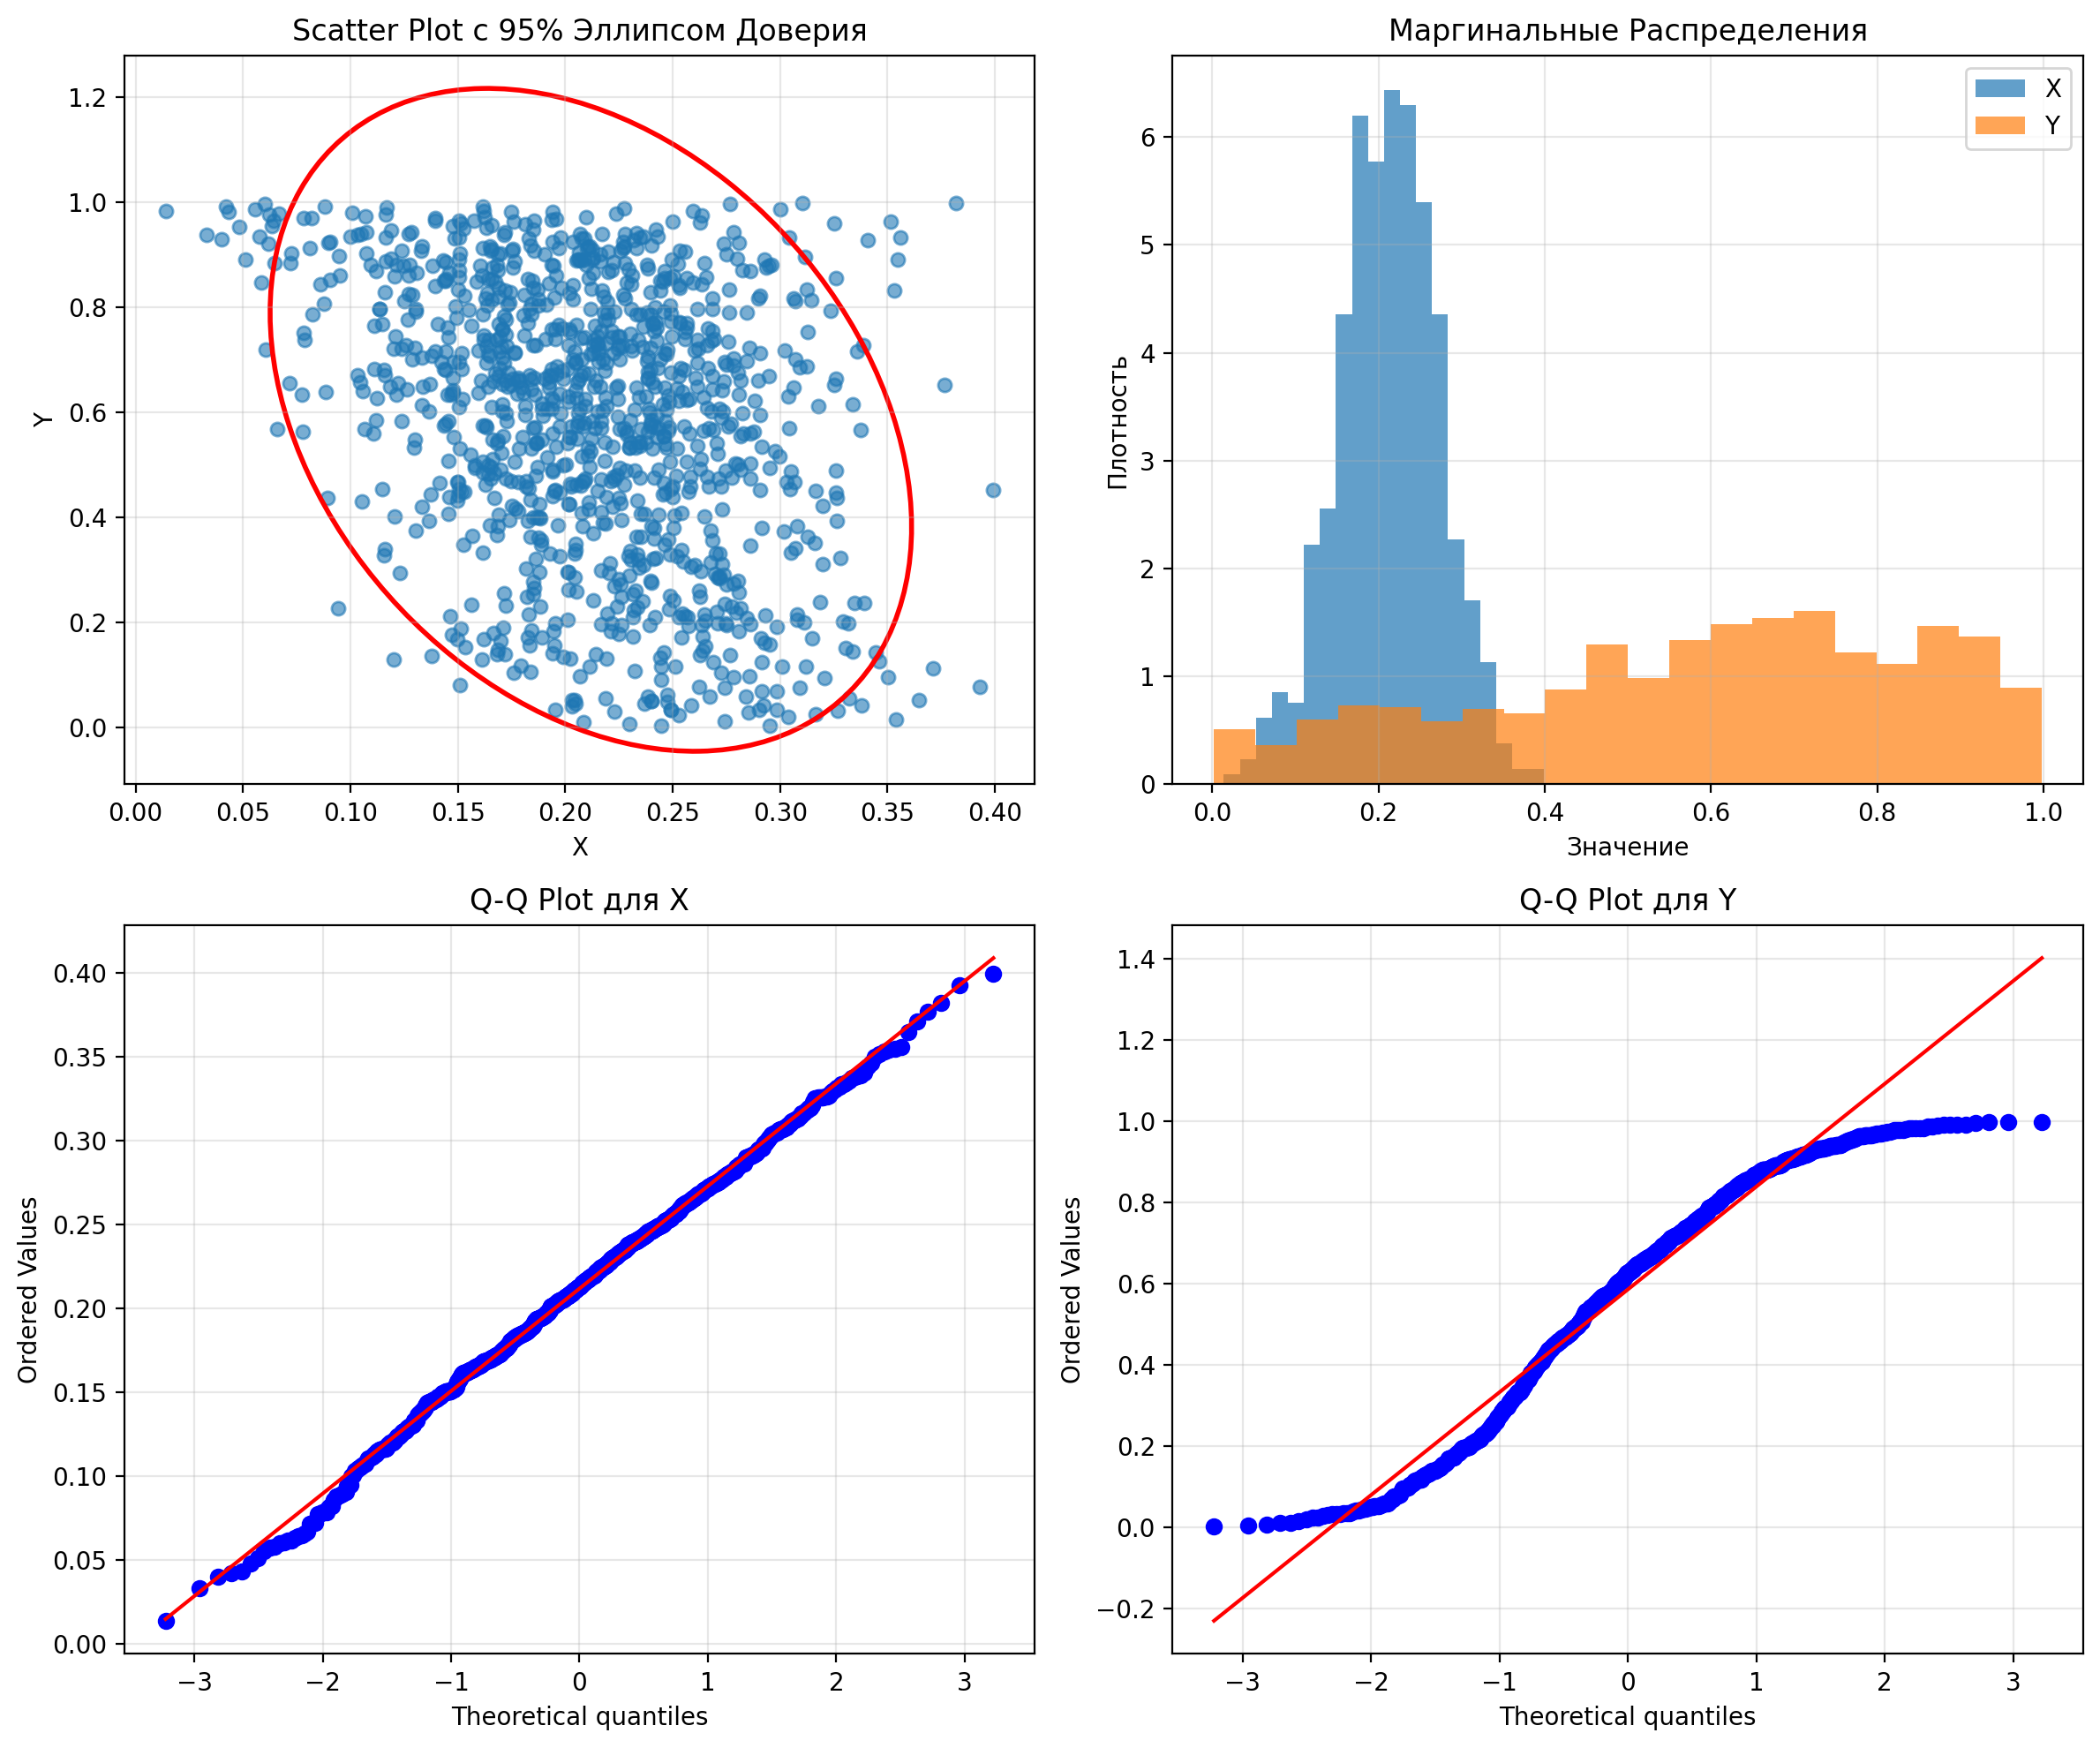 Scatter Plot с 95% Эллипсом Доверия
1.2
1.0
0.8
0.6
0.4
0.2
0.0
Y
0.00 0.05 0.10 0.15 0.20 0.25 0.30 0.35 0.40
X
Маргинальные Распределения
X
Y
6
5
4
3
2
1
0
Плотность
0.0 0.2 0.4 0.6 0.8 1.0
Значение
Q-Q Plot для X
0.40
0.35
0.30
0.25
0.20
0.15
0.10
0.05
0.00
Ordered Values
−3 −2 −1 0 1 2 3
Theoretical quantiles
Q-Q Plot для Y
1.4
1.2
1.0
0.8
0.6
0.4
0.2
0.0
−0.2
Ordered Values
−3 −2 −1 0 1 2 3
Theoretical quantiles